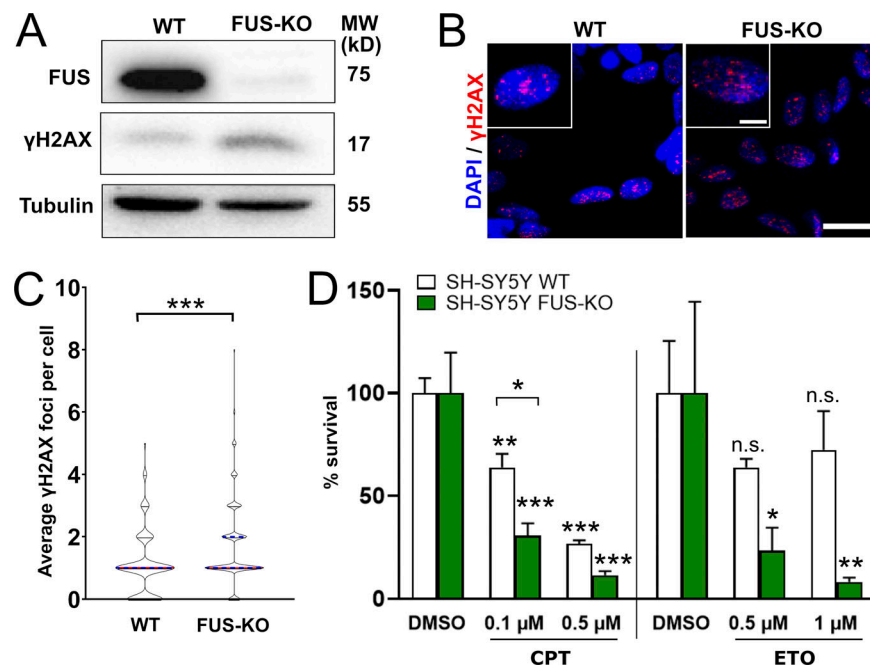 A
WT
FUS-KO
MW
(kD)
FUS
75
γH2AX
17
Tubulin
55
B
WT
FUS-KO
DAPI / γH2AX
C
Average γH2AX foci per cell
10
8
6
4
2
0
***
WT
FUS-KO
D
% survival
150
100
50
0
SH-SY5Y WT
SH-SY5Y FUS-KO
*
**
***
***
***
n.s.
*
n.s.
**
DMSO
0.1 µM
0.5 µM
DMSO
0.5 µM
1 µM
CPT
ETO